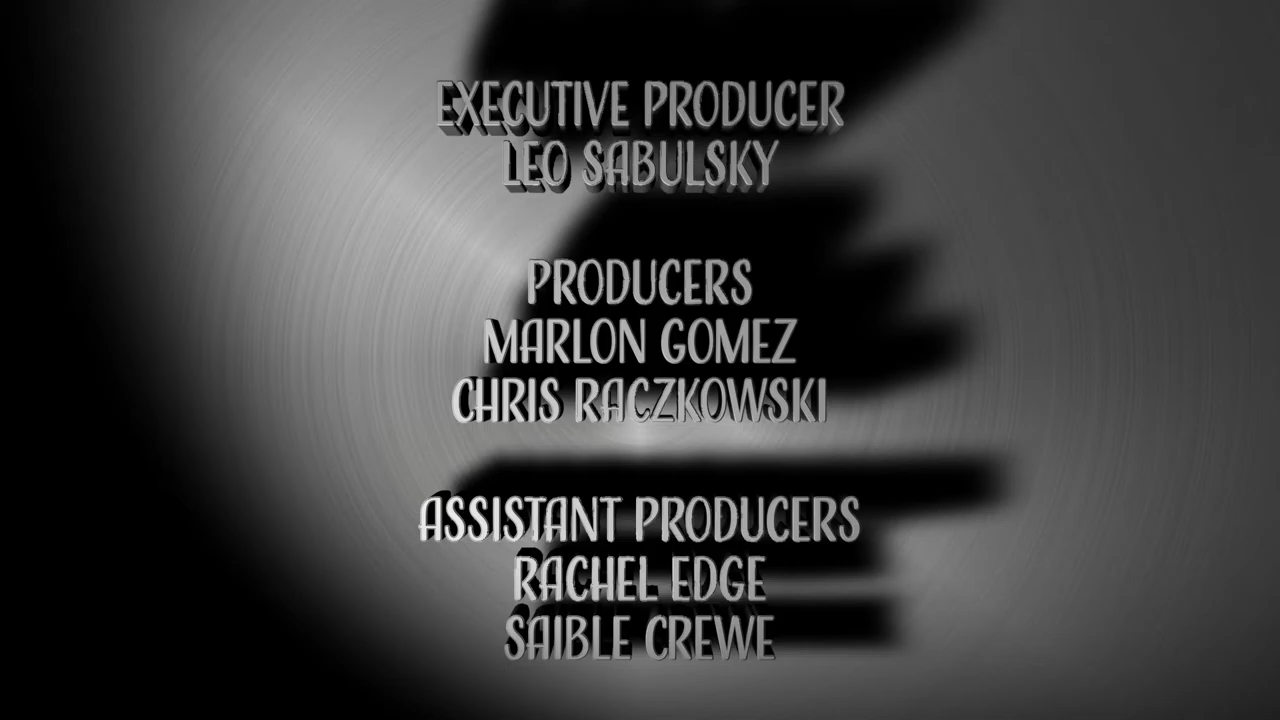 EXECUTIVE PRODUCER
LEO SABULSKY
PRODUCERS
MARLON GOMEZ
CHRIS RACZKOWSKI
ASSISTANT PRODUCERS
RACHEL EDGE
SAIBLE CREWE